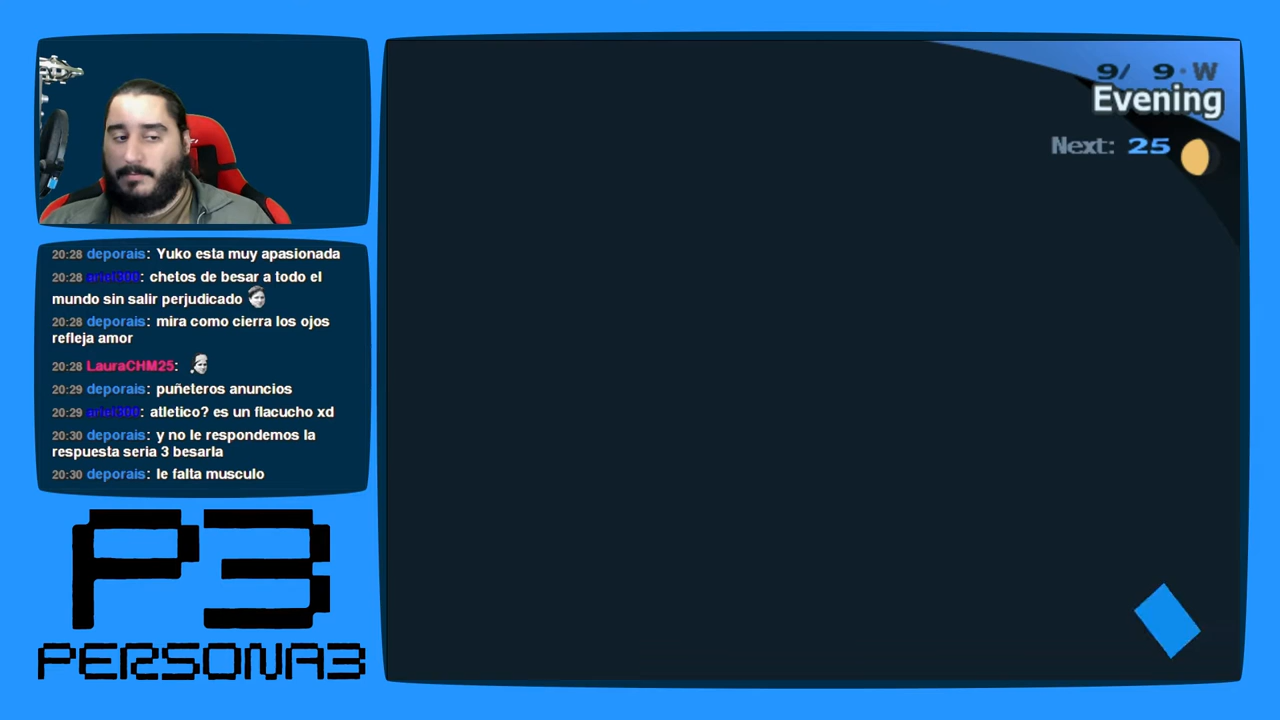 9/ 9·W
Evening
Next: 25
20:28 deporais: Yuko esta muy apasionada
20:28 ariel300: chetos de besar a todo el
mundo sin salir perjudicado
20:28 deporais: mira como cierra los ojos
refleja amor
20:28 LauraCHM25:
20:29 deporais: puñeteros anuncios
20:29 ariel300: atletico? es un flacucho xd
20:30 deporais: y no le respondemos la
respuesta seria 3 besarla
20:30 deporais: le falta musculo
P3
PERSONA3